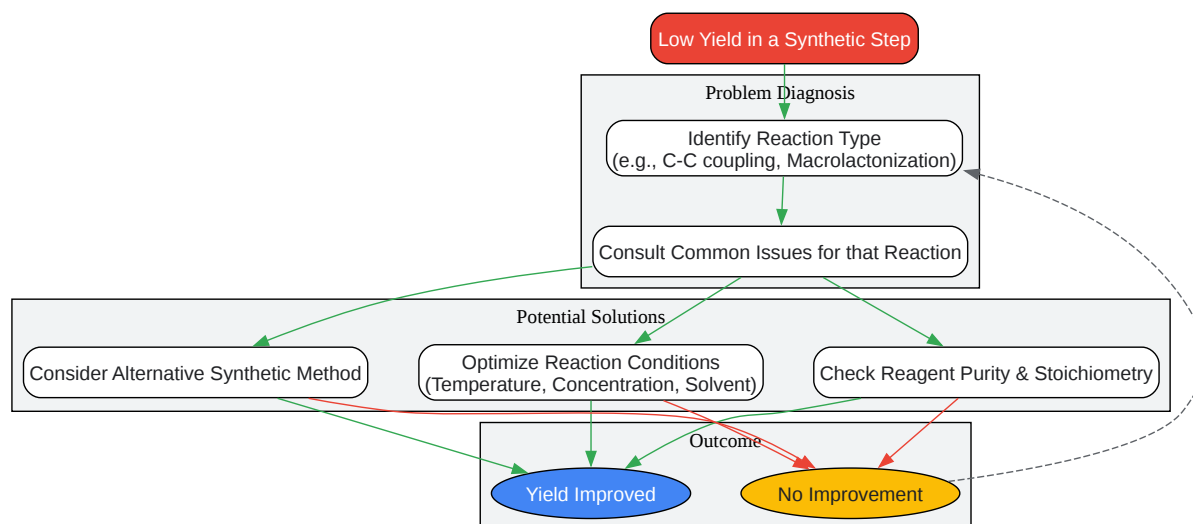 Low Yield in a Synthetic Step
Problem Diagnosis
Identify Reaction Type
(e.g., C-C coupling, Macrolactonization)
Consult Common Issues for that Reaction
Potential Solutions
Consider Alternative Synthetic Method
Optimize Reaction Conditions
(Temperature, Concentration, Solvent)
Check Reagent Purity & Stoichiometry
Outcome
Yield Improved
No Improvement